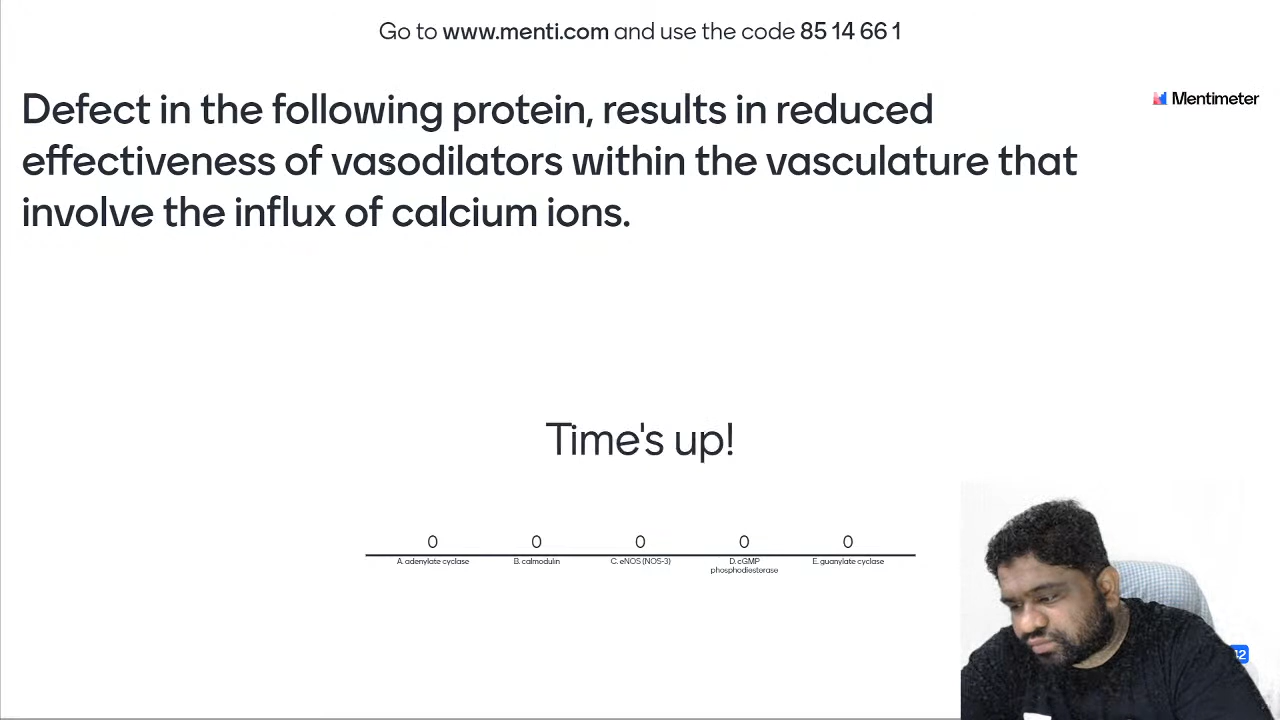 Go to www.menti.com and use the code 85 14 66 1
Defect in the following protein, results in reduced
Mentimeter
effectiveness of vasodilators within the vasculature that
involve the influx of calcium ions.
Time's up!
0 0 0 0 0
A. adenylate cyclase B. calmodulin C. eNOS (NOS-3) D. cGMP phosphodiesterase E. guanylate cyclase